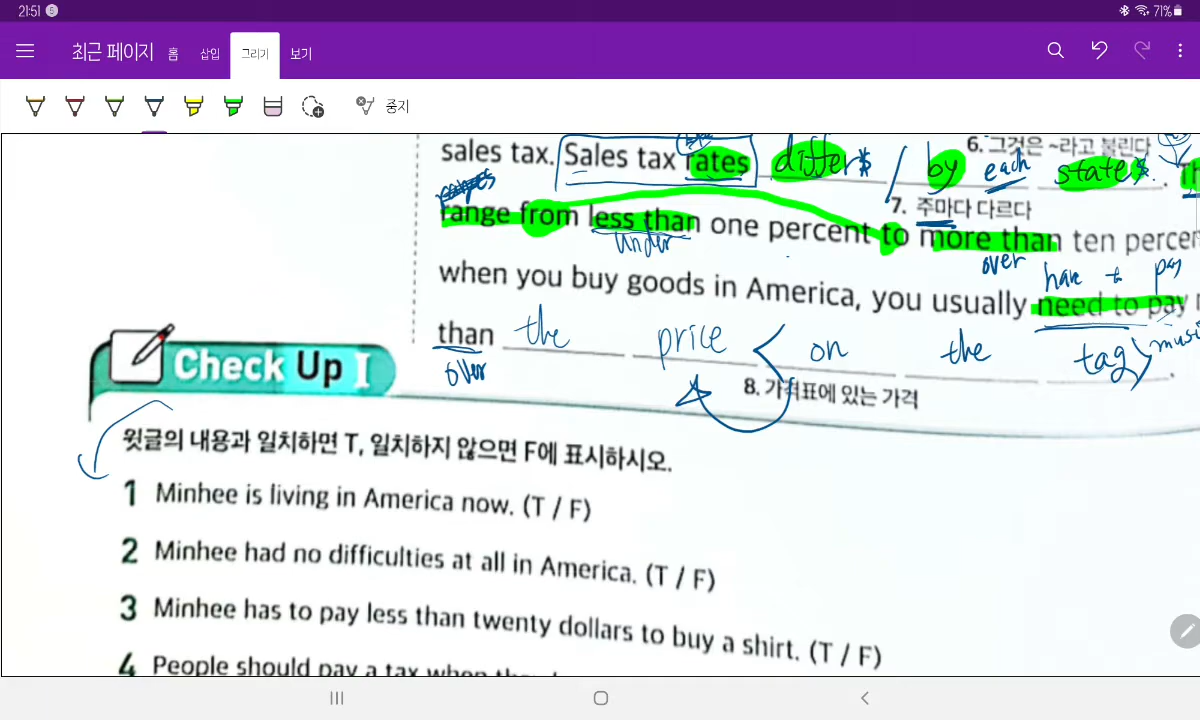 21:51 S 71%
최근 페이지 홈 삽입 그리기 보기
중지
sales tax. Sales tax rates differs / by each states.
6. 그것은 ~라고 불린다
7. 주마다 다르다
range from less than one percent to more than ten percen
under over
have to pay
when you buy goods in America, you usually need to pay
must
than the price on the tag.
over
8. 가격표에 있는 가격
Check Up I
윗글의 내용과 일치하면 T, 일치하지 않으면 F에 표시하시오.
1 Minhee is living in America now. (T / F)
2 Minhee had no difficulties at all in America. (T / F)
3 Minhee has to pay less than twenty dollars to buy a shirt. (T / F)
4 People should pay a tax when